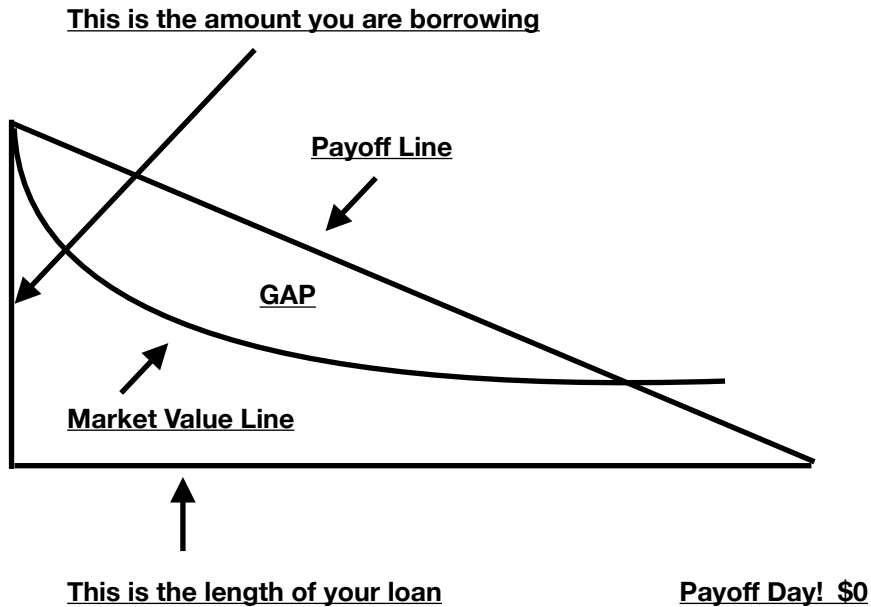 This is the amount you are borrowing
Payoff Line
GAP
Market Value Line
This is the length of your loan
Payoff Day!  $0